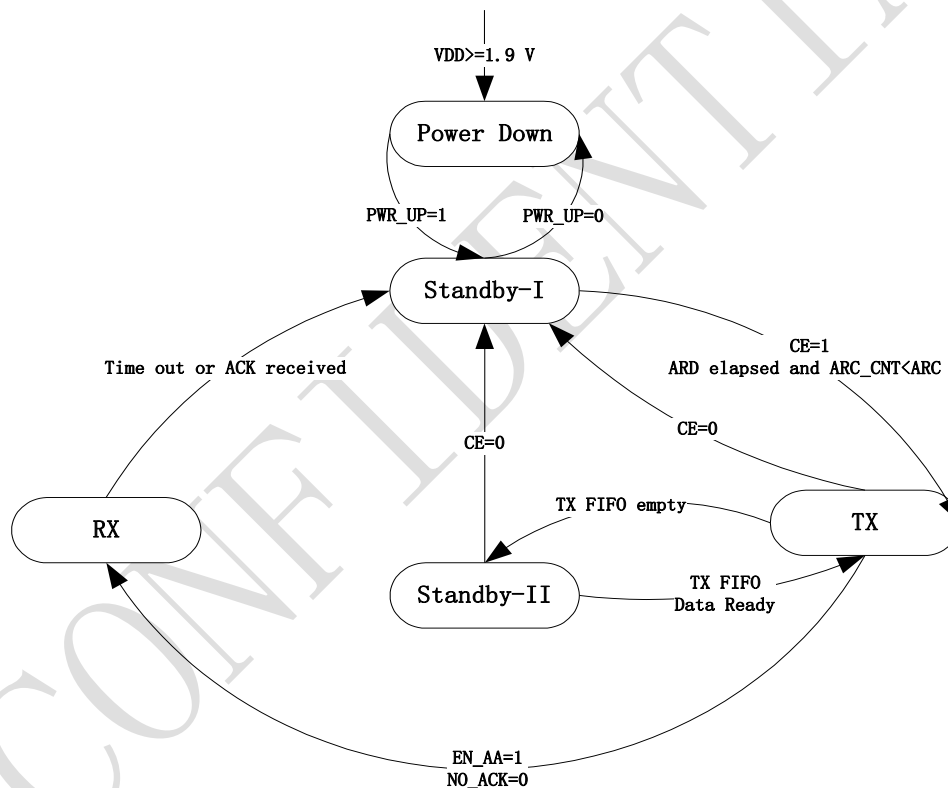 VDD>=1.9 V
Power Down
PWR_UP=1
PWR_UP=0
Standby-I
CE=1
ARD elapsed and ARC_CNT<ARC
Time out or ACK received
CE=0
CE=0
TX FIFO empty
RX
TX
Standby-II
TX FIFO
Data Ready
EN_AA=1
NO_ACK=0
CONFIDENTIA